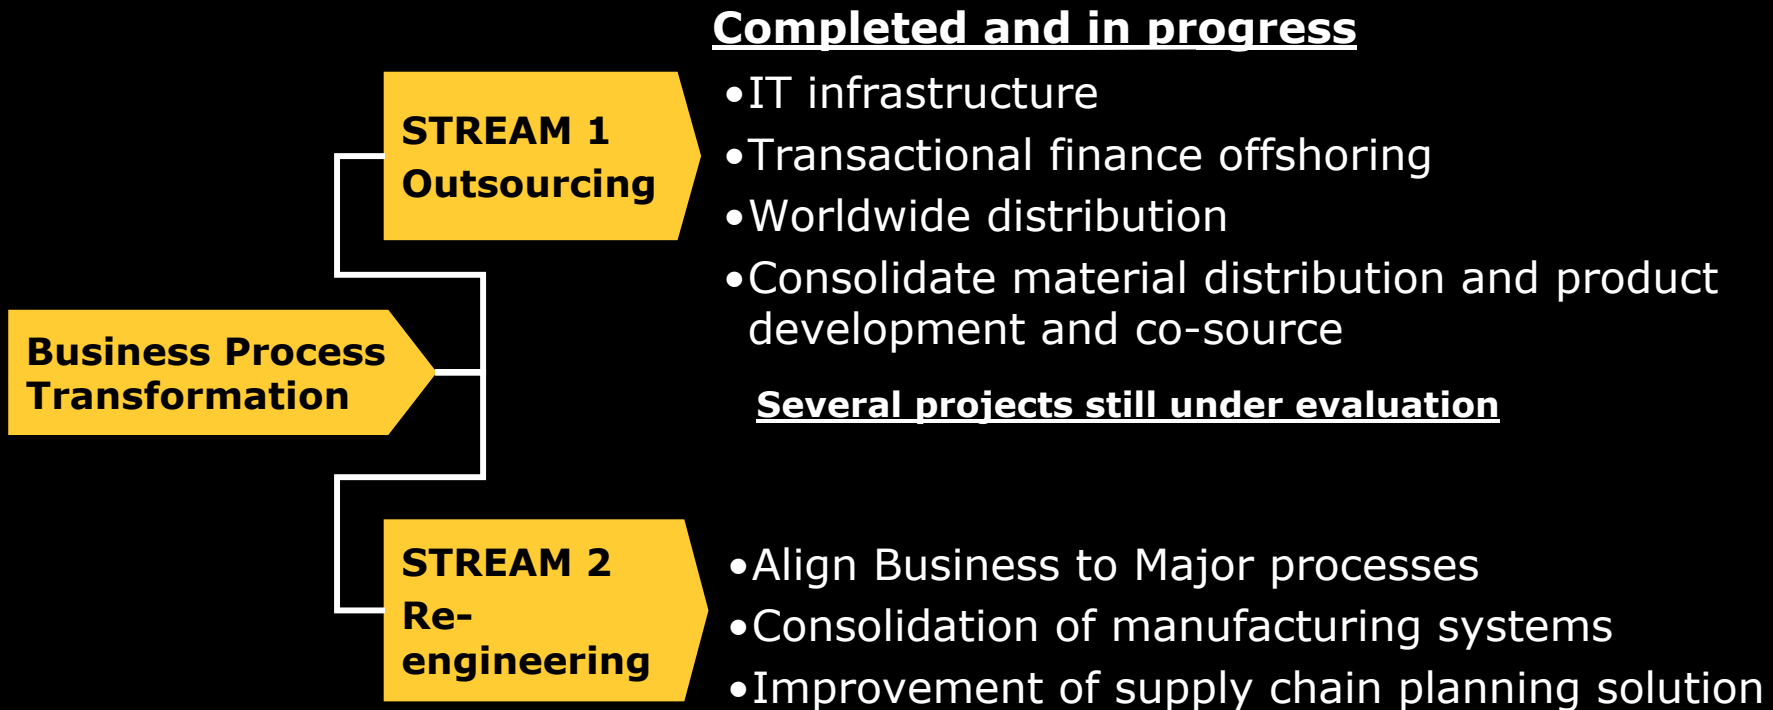 Completed and in progress
STREAM 1
Outsourcing
•IT infrastructure
•Transactional finance offshoring
•Worldwide distribution
•Consolidate material distribution and product
development and co-source
Business Process
Transformation
Several projects still under evaluation
STREAM 2
Re-
engineering
•Align Business to Major processes
•Consolidation of manufacturing systems
•Improvement of supply chain planning solution